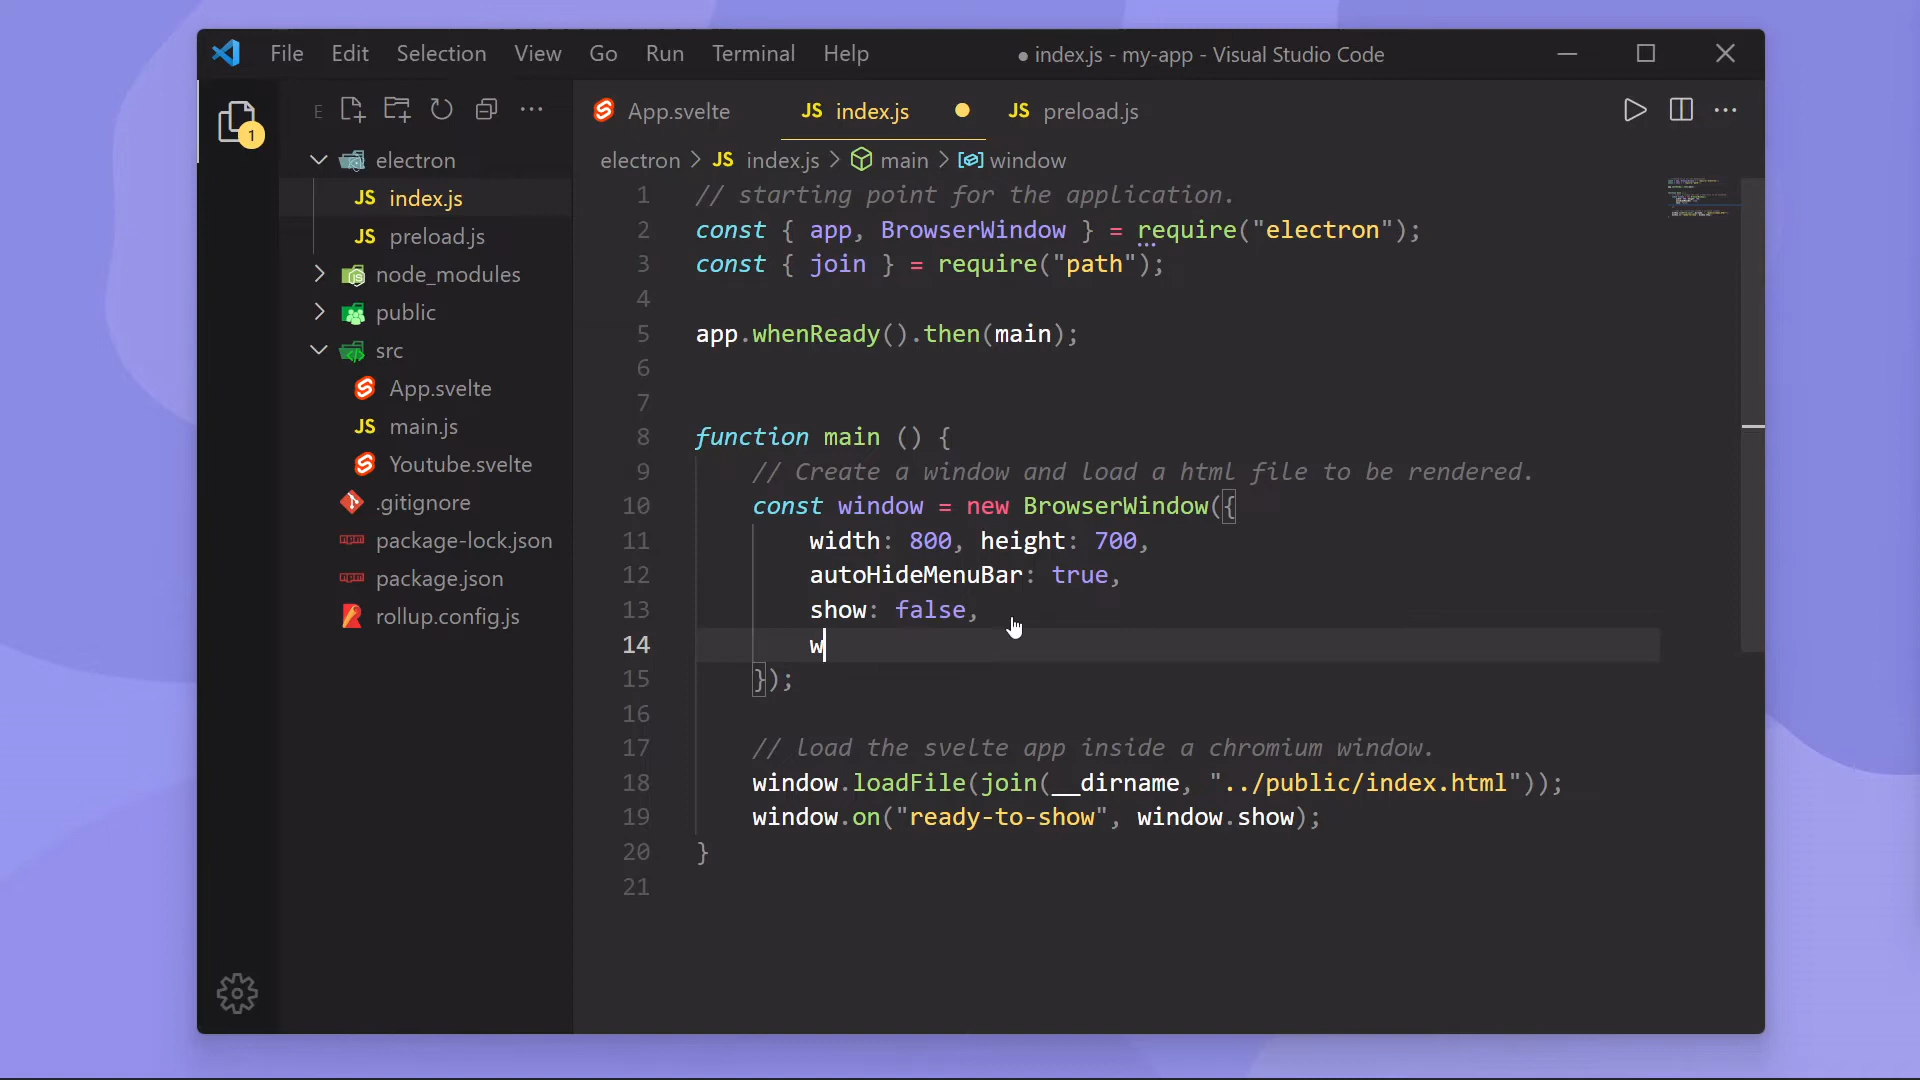 File Edit Selection View Go Run Terminal Help ● index.js - my-app - Visual Studio Code
1
E
electron
JS index.js
JS preload.js
node_modules
public
src
App.svelte
JS main.js
Youtube.svelte
.gitignore
package-lock.json
package.json
rollup.config.js
App.svelte JS index.js JS preload.js
electron > JS index.js > main > window
1 // starting point for the application.
2 const { app, BrowserWindow } = require("electron");
3 const { join } = require("path");
4
5 app.whenReady().then(main);
6
7
8 function main () {
9 // Create a window and load a html file to be rendered.
10 const window = new BrowserWindow({
11 width: 800, height: 700,
12 autoHideMenuBar: true,
13 show: false,
14 w
15 });
16
17 // load the svelte app inside a chromium window.
18 window.loadFile(join(__dirname, "../public/index.html"));
19 window.on("ready-to-show", window.show);
20 }
21